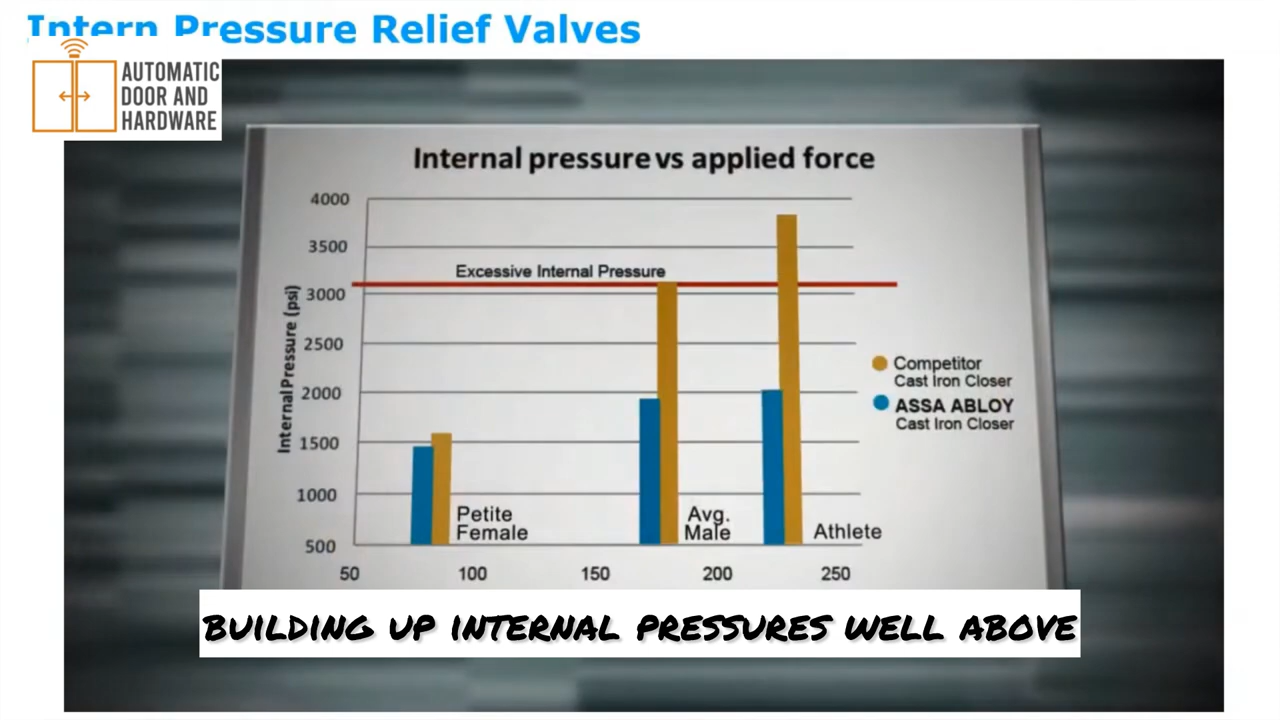 Intern Pressure Relief Valves
AUTOMATIC
DOOR AND
HARDWARE
Internal pressure vs applied force
4000
3500
Excessive Internal Pressure
3000
2500
2000
1500
1000
500
Internal Pressure (psi)
Competitor
Cast Iron Closer
ASSA ABLOY
Cast Iron Closer
Petite
Female
Avg.
Male
Athlete
50 100 150 200 250
BUILDING UP INTERNAL PRESSURES WELL ABOVE